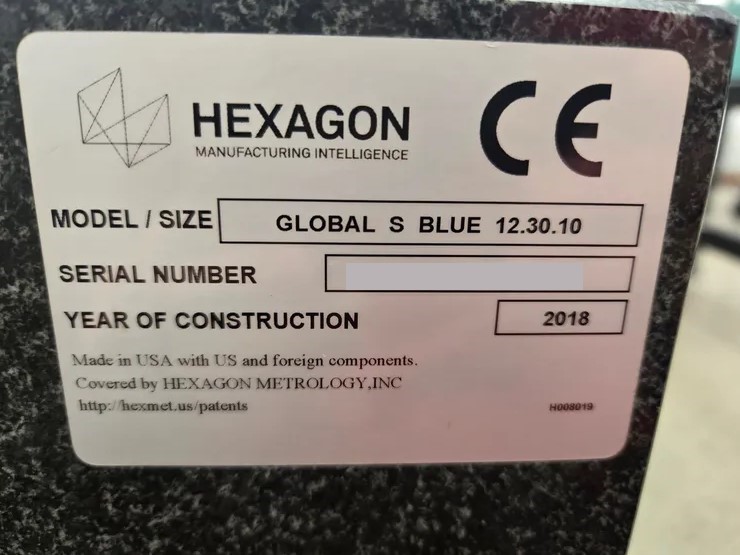 HEXAGON
MANUFACTURING INTELLIGENCE
CE
MODEL / SIZE GLOBAL S BLUE 12.30.10
SERIAL NUMBER
YEAR OF CONSTRUCTION 2018
Made in USA with US and foreign components.
Covered by HEXAGON METROLOGY,INC
http://hexmet.us/patents
H008019